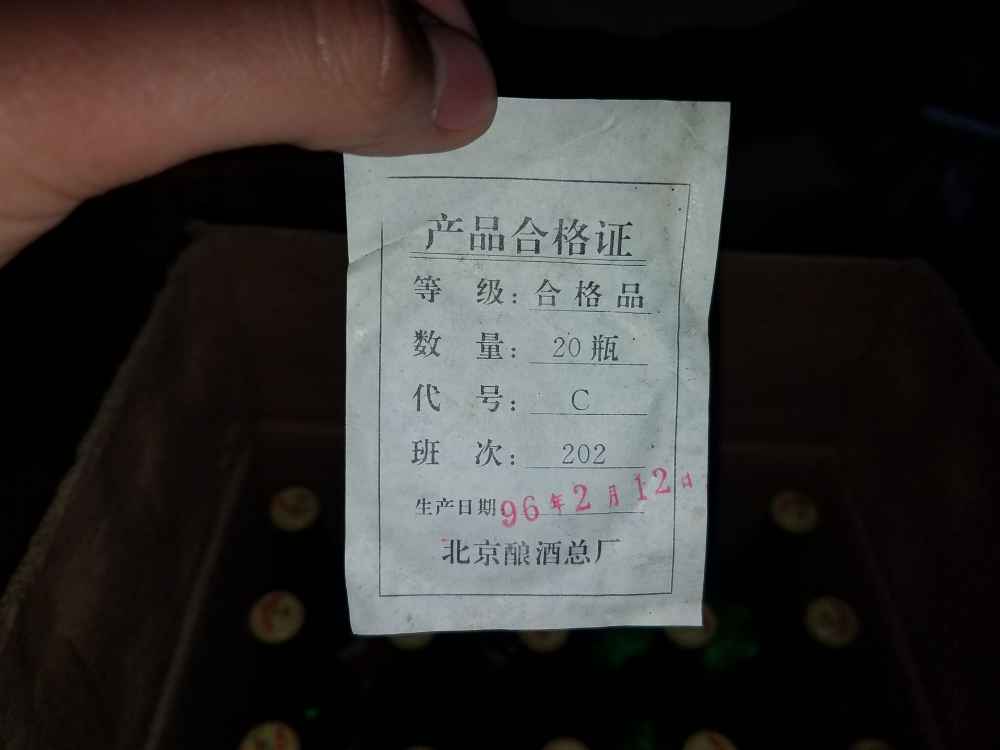 产品合格证
等 级：合格品
数 量：20瓶
代 号：C
班 次：202
生产日期96年2月12日
北京酿酒总厂